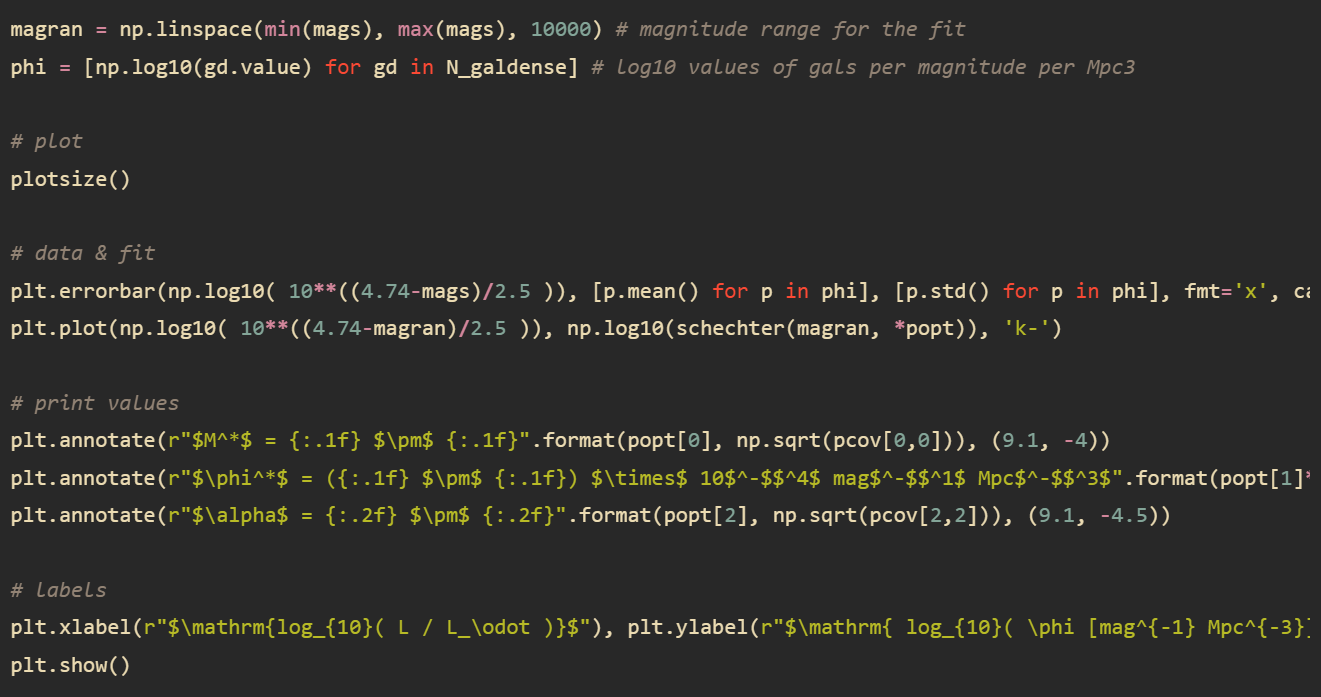 magran = np.linspace(min(mags), max(mags), 10000) # magnitude range for the fit
phi = [np.log10(gd.value) for gd in N_galdense] # log10 values of gals per magnitude per Mpc3
# plot
plotsize()
# data & fit
plt.errorbar(np.log10( 10**((4.74-mags)/2.5 )), [p.mean() for p in phi], [p.std() for p in phi], fmt='x', ca
plt.plot(np.log10( 10**((4.74-magran)/2.5 )), np.log10(schechter(magran, *popt)), 'k-')
# print values
plt.annotate(r"$M^*$ = {:.1f} $\pm$ {:.1f}".format(popt[0], np.sqrt(pcov[0,0])), (9.1, -4))
plt.annotate(r"$\phi^*$ = ({:.1f} $\pm$ {:.1f}) $\times$ 10$^-$$^4$ mag$^-$$^1$ Mpc$^-$$^3$".format(popt[1]*
plt.annotate(r"$\alpha$ = {:.2f} $\pm$ {:.2f}".format(popt[2], np.sqrt(pcov[2,2])), (9.1, -4.5))
# labels
plt.xlabel(r"$\mathrm{log_{10}( L / L_\odot )}$"), plt.ylabel(r"$\mathrm{ log_{10}( \phi [mag^{-1} Mpc^{-3}]
plt.show()